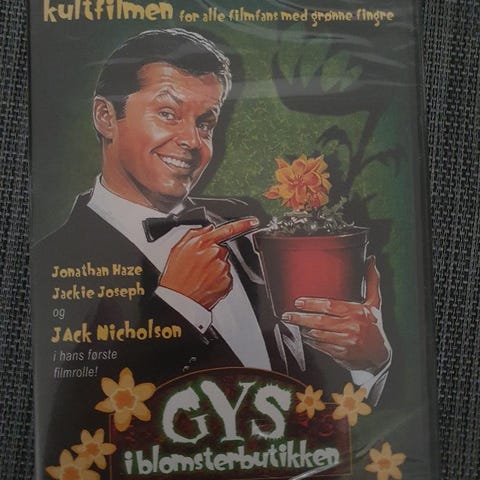 kultfilmen for alle filmfans med grønne fingre
Jonathan Haze
Jackie Joseph
og
JAck NichoLson
i hans første
filmrolle!
GYS
i blomsterbutikken